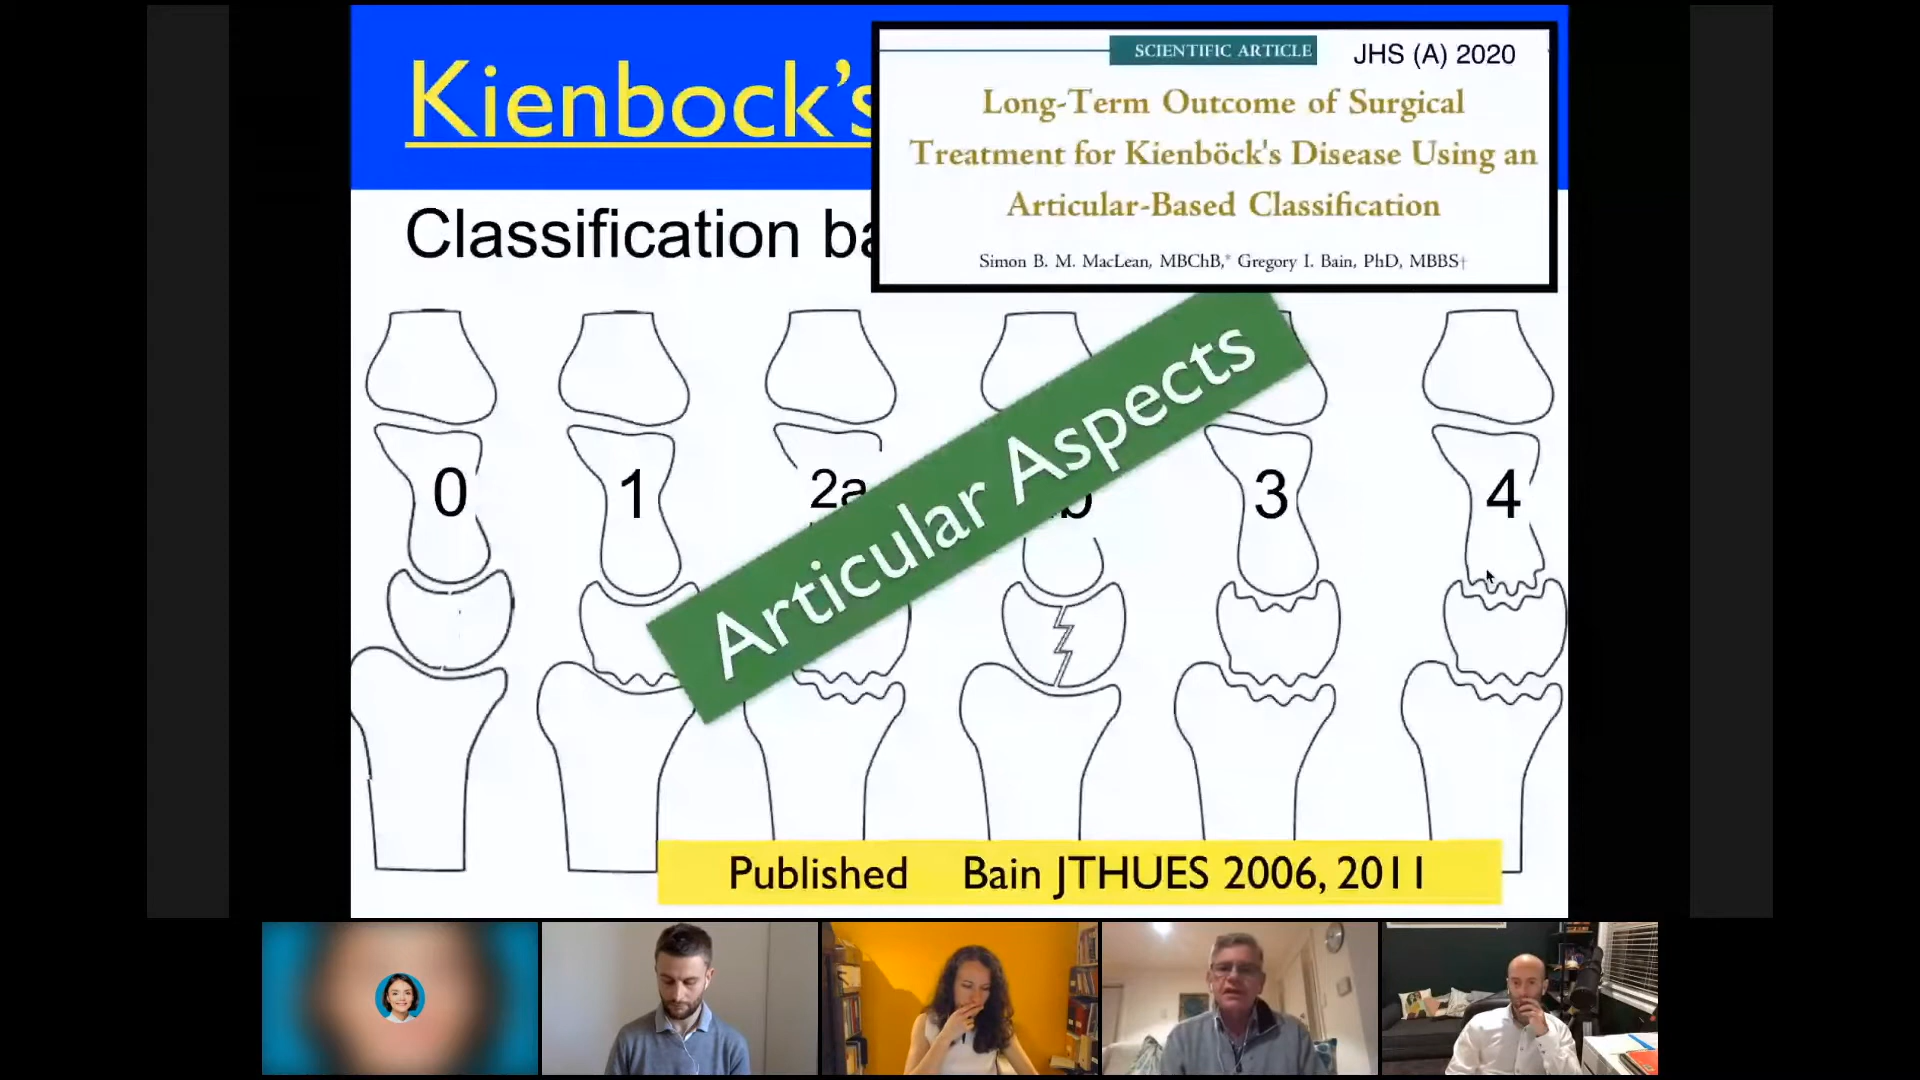 Kienbock's
SCIENTIFIC ARTICLE
JHS (A) 2020
Long-Term Outcome of Surgical
Treatment for Kienböck's Disease Using an
Articular-Based Classification
Simon B. M. MacLean, MBChB,* Gregory I. Bain, PhD, MBBS†
Classification
Articular Aspects
0
1
2a
3
4
Published Bain JTHUES 2006, 2011